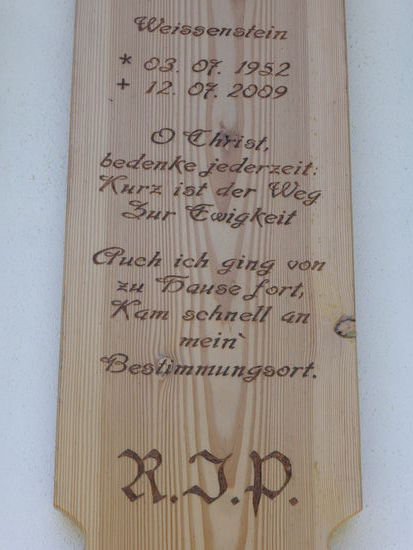 Weissenstein
* 03. 07. 1952
+ 12. 07. 2009
O Christ,
bedenke jederzeit:
Kurz ist der Weg
Zur Ewigkeit
Auch ich ging von
zu Hause fort,
Kam schnell an
mein`
Bestimmungsort.
R.I.P.